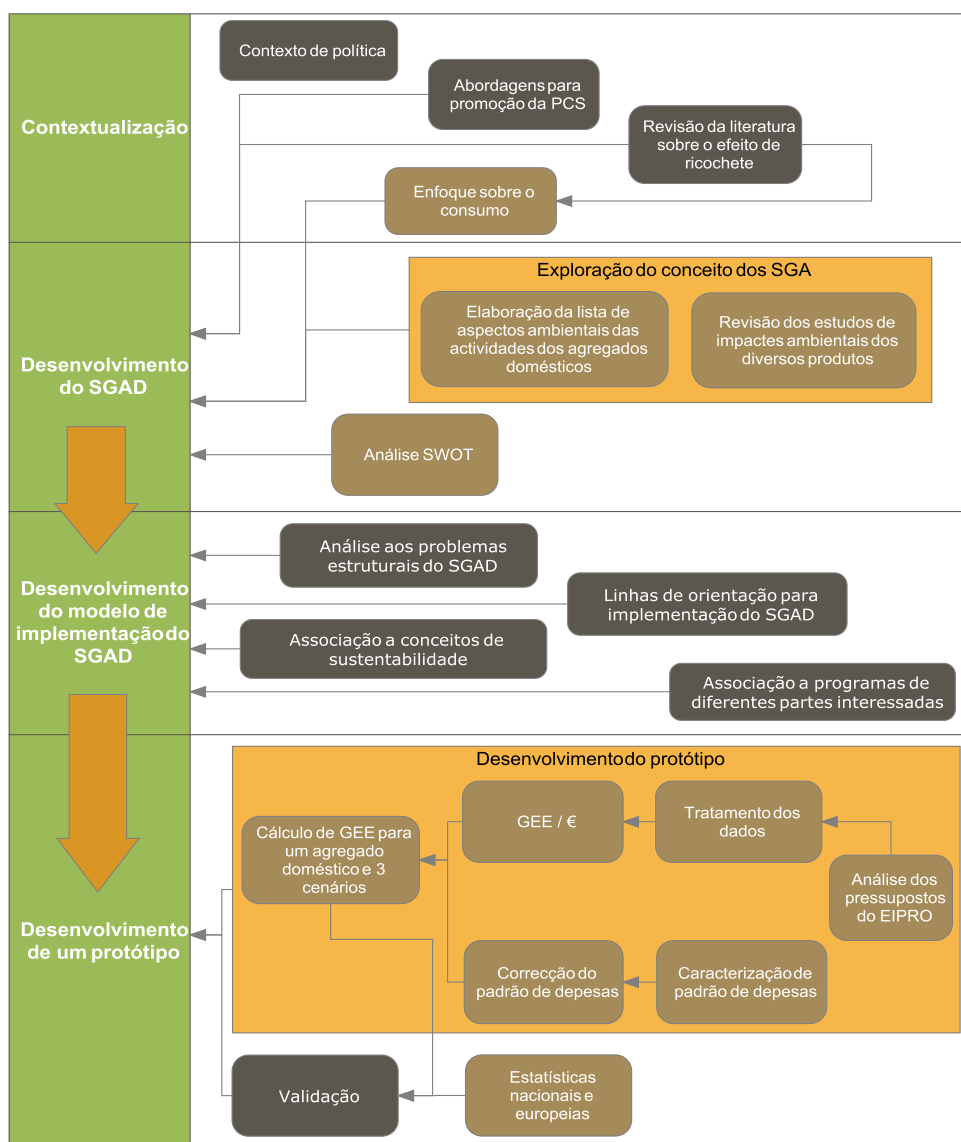 Contextualização
Contexto de política
Abordagens para
promoção da PCS
Revisão da literatura
sobre o efeito de
ricochete
Enfoque sobre o
consumo
Desenvolvimento
do SGAD
Exploração do conceito dos SGA
Elaboração da lista de
aspectos ambientais das
actividades dos agregados
domésticos
Revisão dos estudos de
impactes ambientais dos
diversos produtos
Análise SWOT
Desenvolvimento
do modelo de
implementação do
SGAD
Análise aos problemas
estruturais do SGAD
Linhas de orientação para
implementação do SGAD
Associação a conceitos de
sustentabilidade
Associação a programas de
diferentes partes interessadas
Desenvolvimento
de um protótipo
Desenvolvimento do protótipo
Cálculo de GEE para
um agregado
doméstico e 3
cenários
GEE / €
Tratamento dos
dados
Análise dos
pressupostos
do EIPRO
Correcção do
padrão de depesas
Caracterização de
padrão de depesas
Validação
Estatísticas
nacionais e
europeias